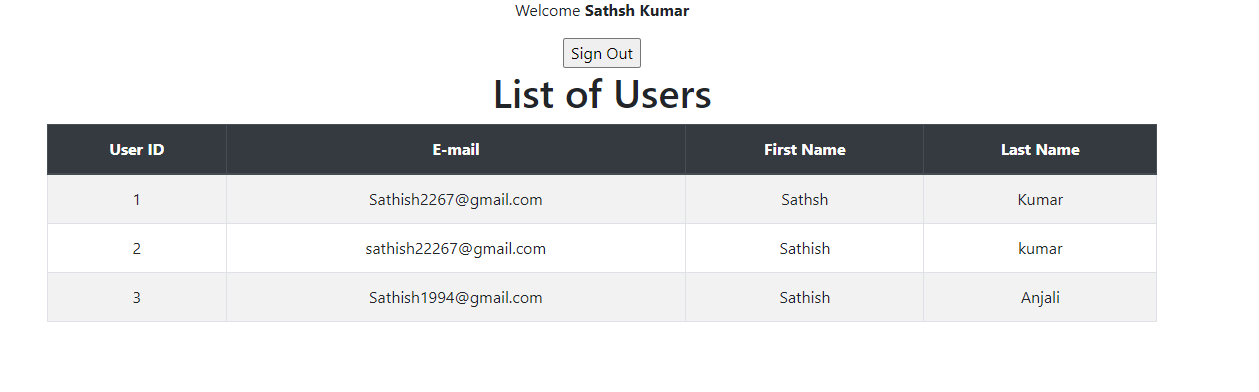 Welcome Sathsh Kumar
Sign Out
List of Users
User ID E-mail First Name Last Name
1 Sathish2267@gmail.com Sathsh Kumar
2 sathish22267@gmail.com Sathish kumar
3 Sathish1994@gmail.com Sathish Anjali